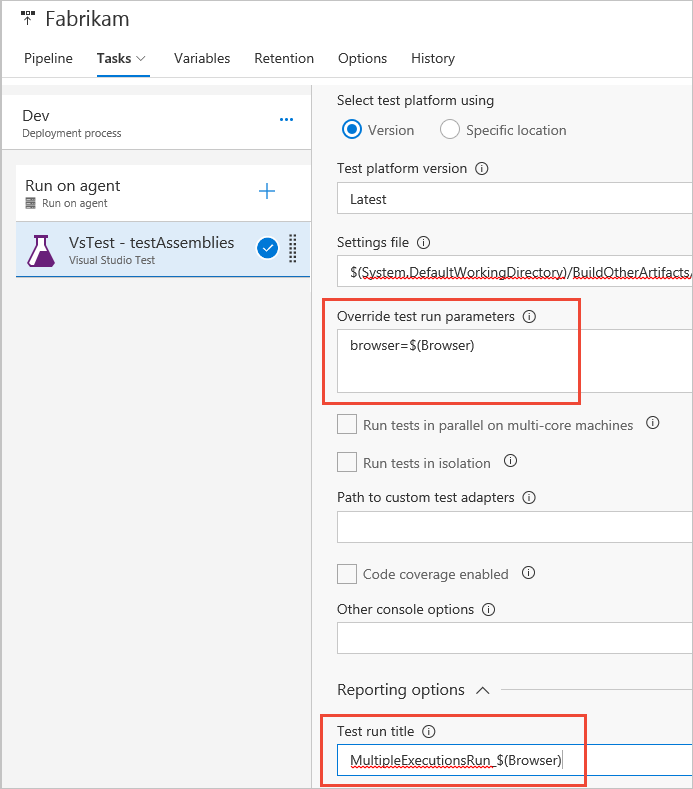 Fabrikam
Pipeline Tasks Variables Retention Options History
Dev
Deployment process
Run on agent
Run on agent
VsTest - testAssemblies
Visual Studio Test
Select test platform using
Version Specific location
Test platform version
Latest
Settings file
$(System.DefaultWorkingDirectory)/BuildOtherArtifacts/
Override test run parameters
browser=$(Browser)
Run tests in parallel on multi-core machines
Run tests in isolation
Path to custom test adapters
Code coverage enabled
Other console options
Reporting options
Test run title
MultipleExecutionsRun_$(Browser)